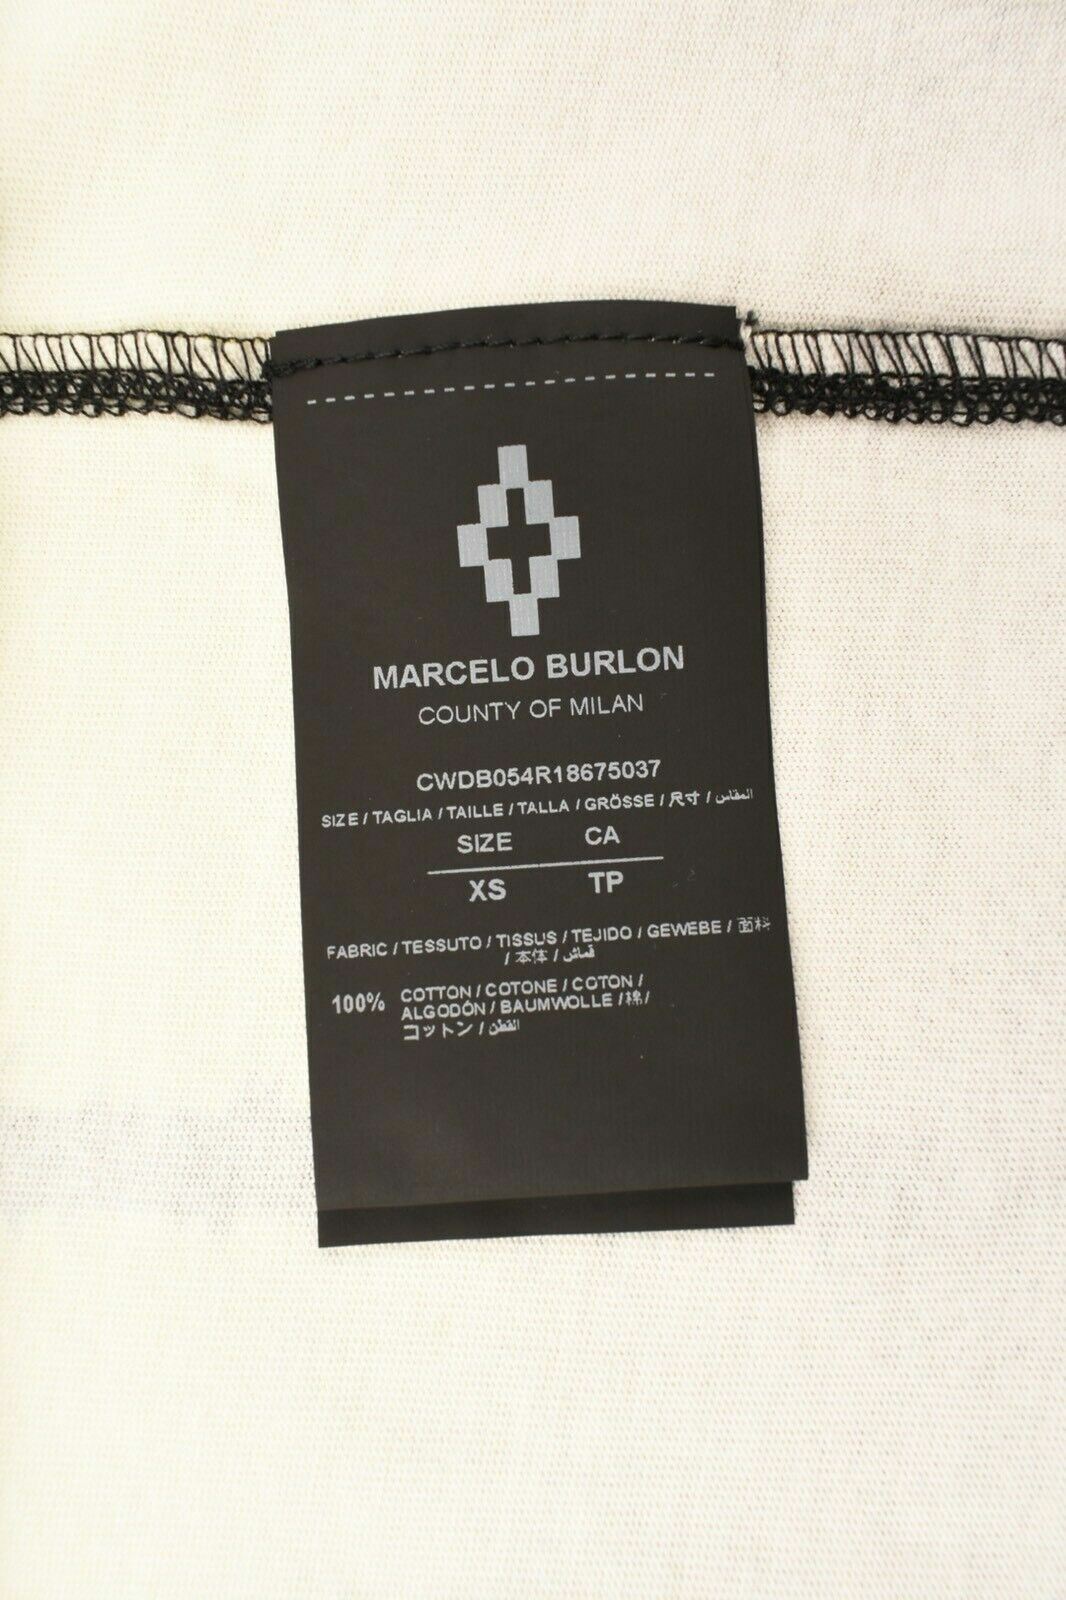 MARCELO BURLON
COUNTY OF MILAN
CWDB054R18675037
SIZE / TAGLIA / TAILLE / TALLA / GRÖSSE / 尺寸 / المقاس
SIZE CA
XS TP
FABRIC / TESSUTO / TISSUS / TEJIDO / GEWEBE / 面料
/ 本体 / قماش
100% COTTON / COTONE / COTON /
ALGODÓN / BAUMWOLLE / 棉 /
コットン / القطن